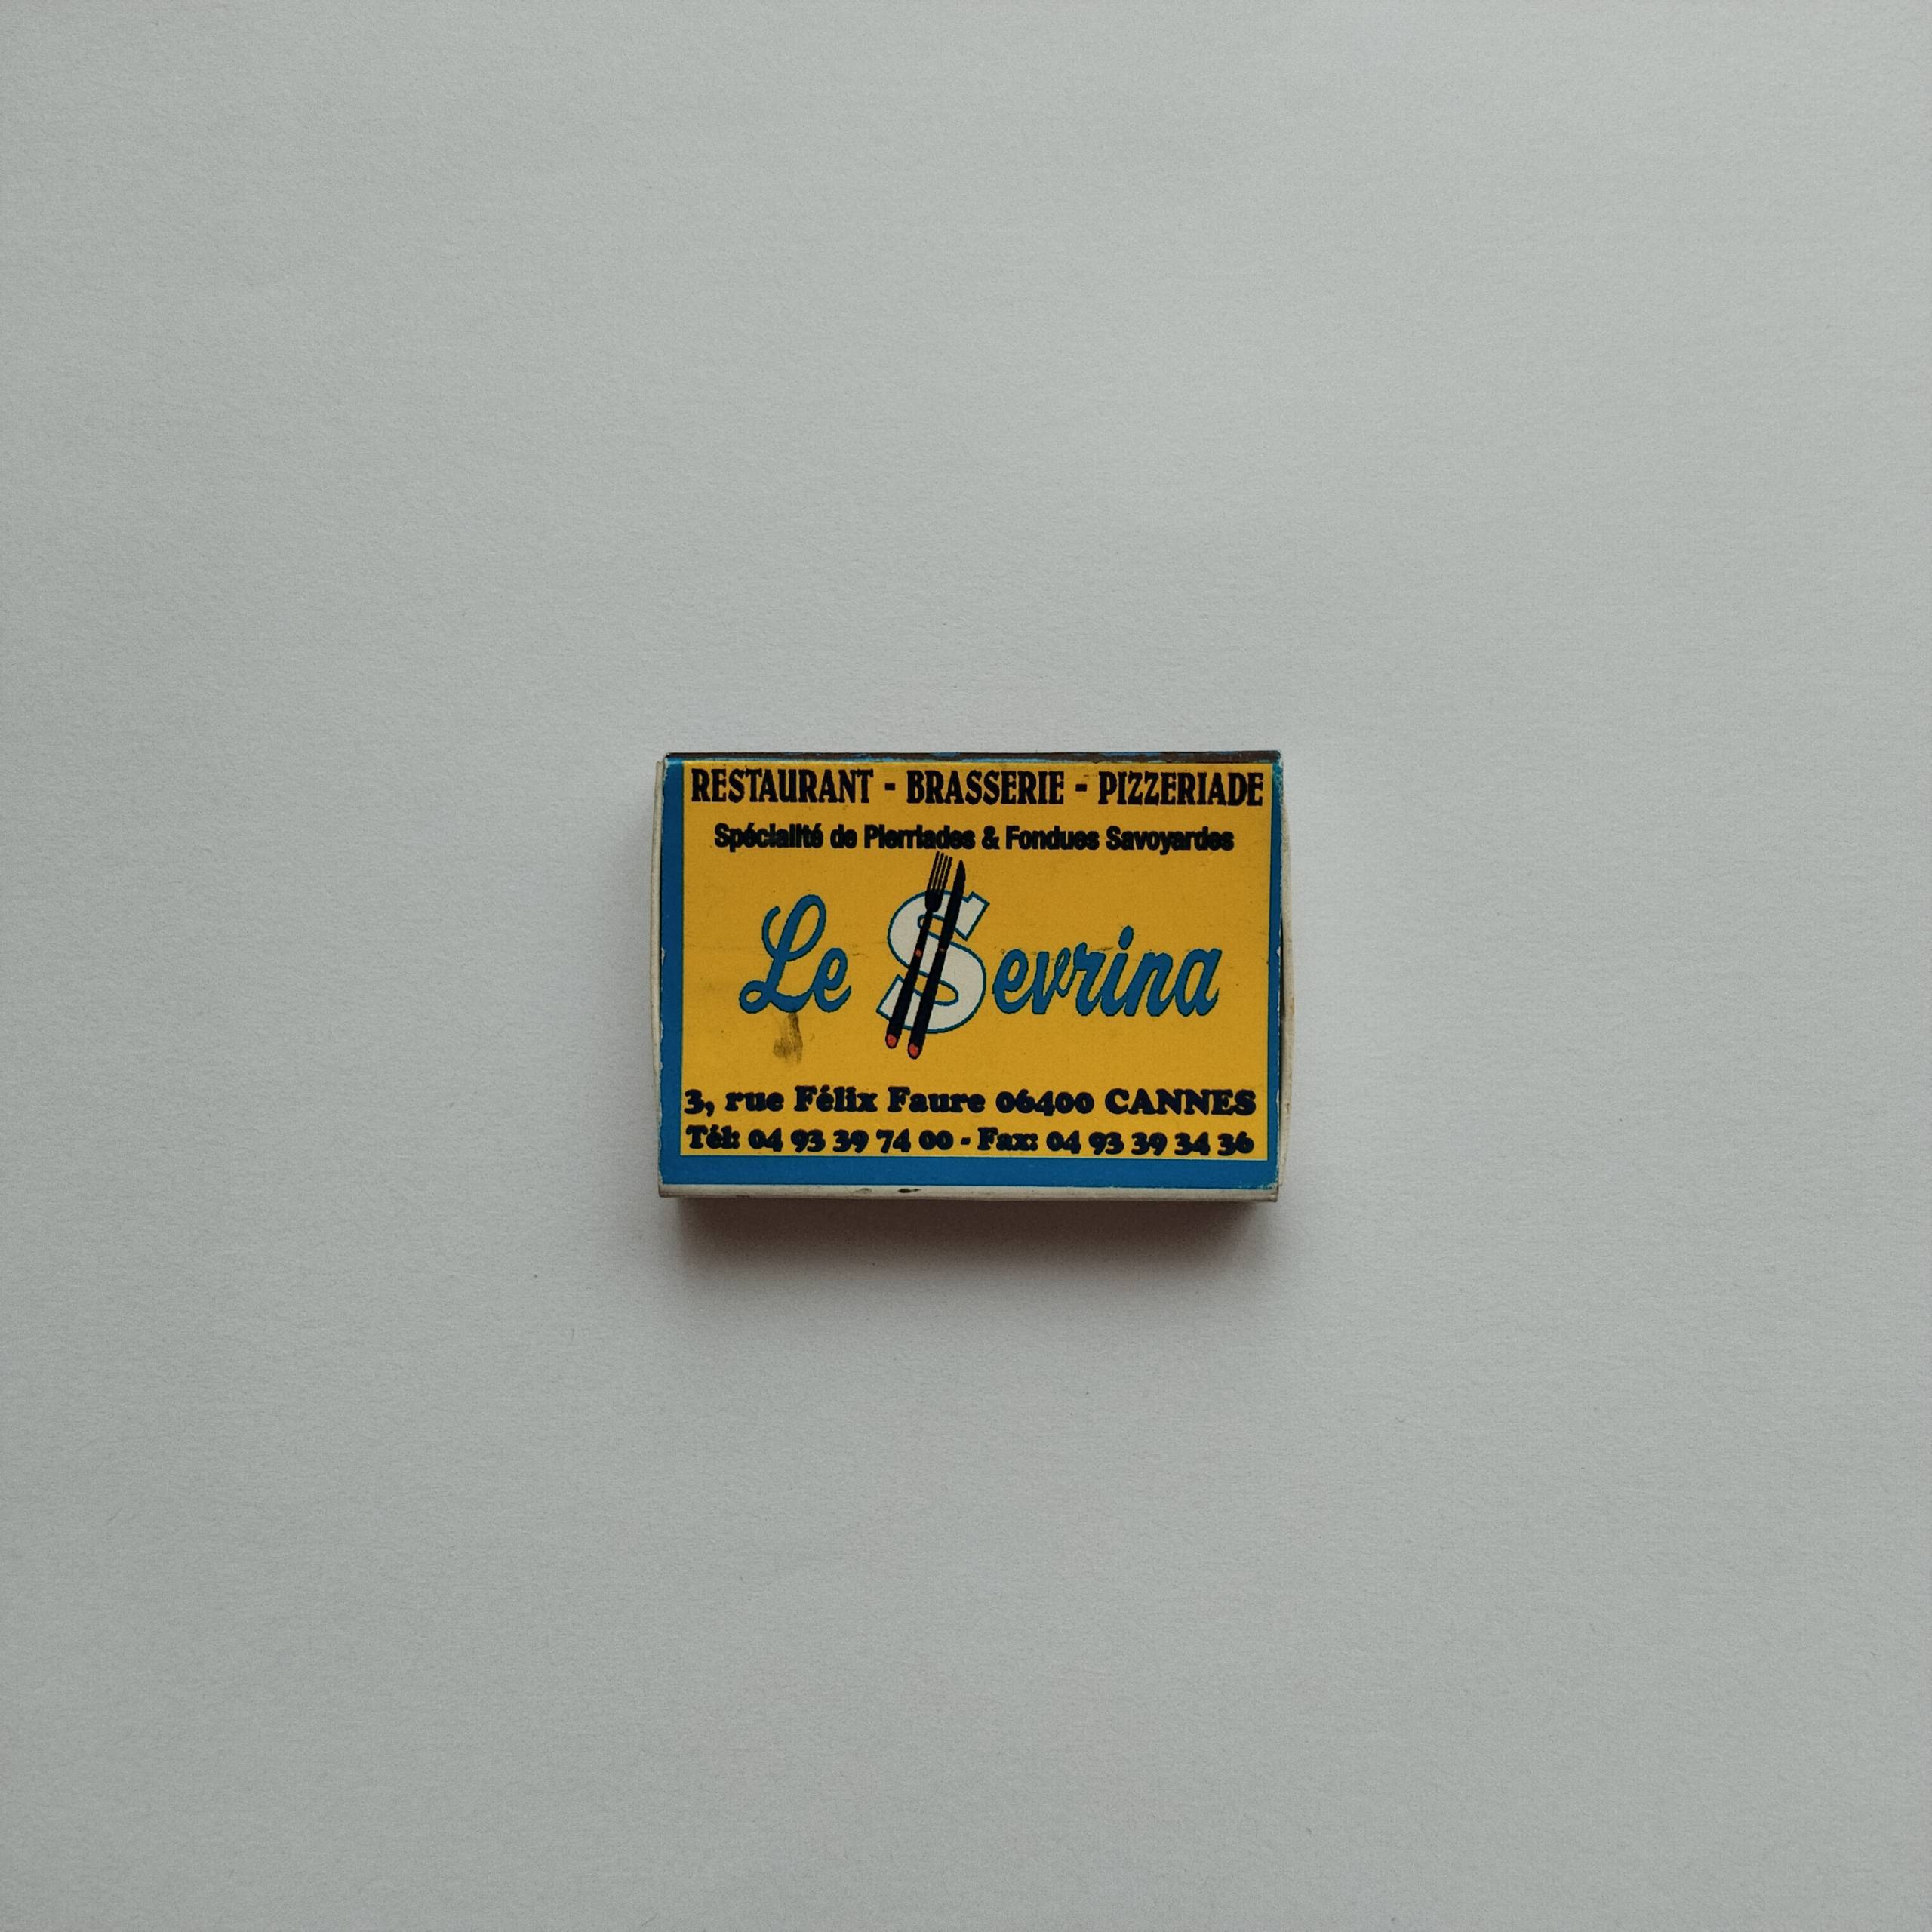 RESTAURANT - BRASSERIE - PIZZERIADE
Spécialité de Pierriades & Fondues Savoyardes
Le Sevrina
3, rue Félix Faure 06400 CANNES
Tél: 04 93 39 74 00 - Fax: 04 93 39 34 36